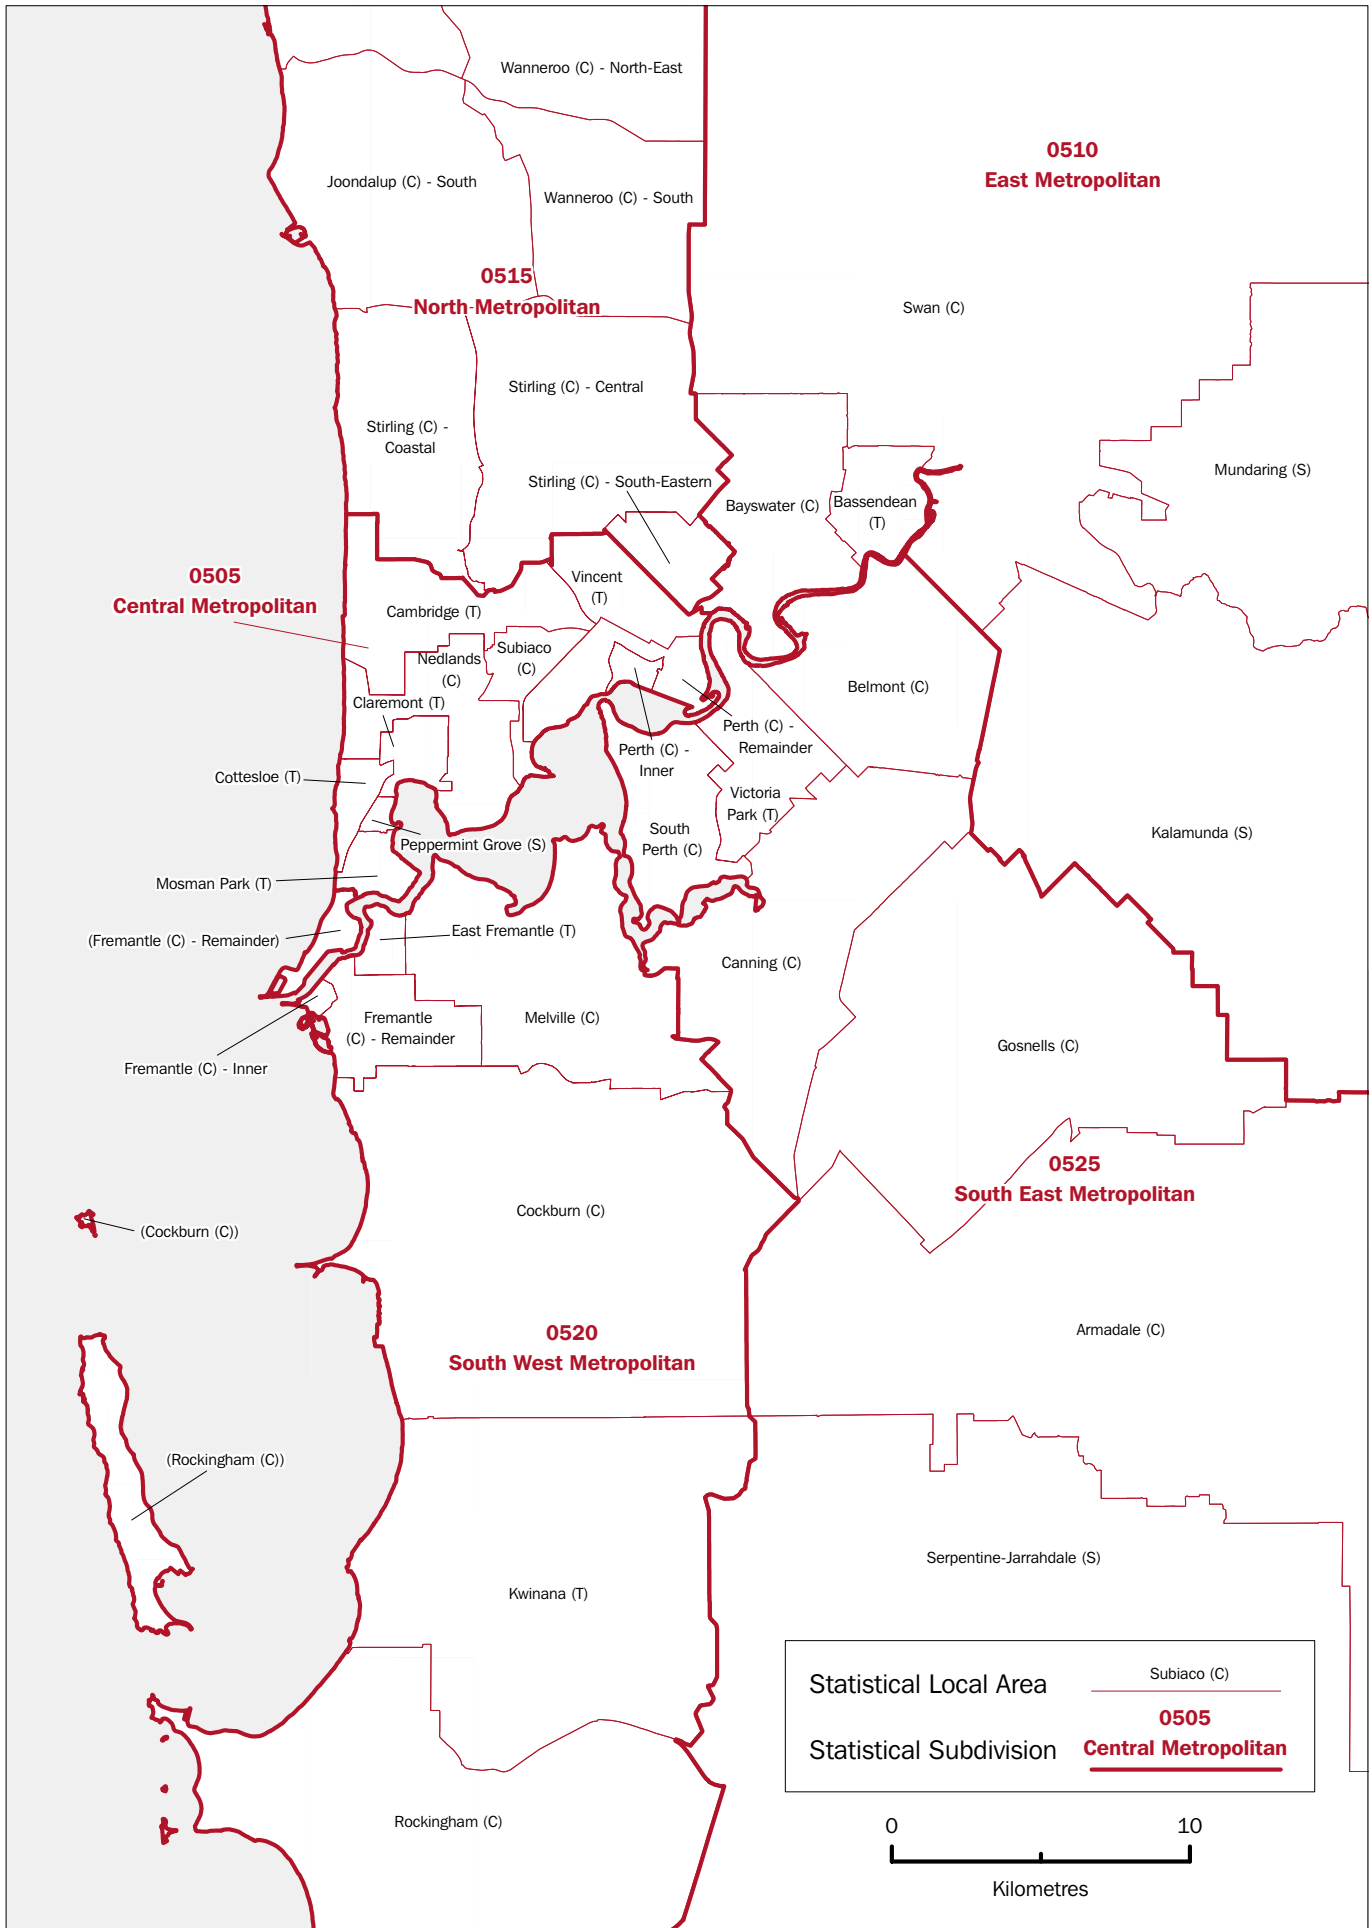 Wanneroo (C) - North-East
0510
East Metropolitan
Joondalup (C) - South
Wanneroo (C) - South
0515
North Metropolitan
Swan (C)
Stirling (C) - Central
Stirling (C) -
Coastal
Mundaring (S)
Stirling (C) - South-Eastern
Bayswater (C)
Bassendean
(T)
0505
Central Metropolitan
Vincent
(T)
Cambridge (T)
Subiaco
(C)
Nedlands
(C)
Belmont (C)
Claremont (T)
Perth (C) -
Remainder
Perth (C) -
Inner
Cottesloe (T)
Victoria
Park (T)
South
Perth (C)
Kalamunda (S)
Peppermint Grove (S)
Mosman Park (T)
East Fremantle (T)
(Fremantle (C) - Remainder)
Canning (C)
Fremantle
(C) - Remainder
Melville (C)
Gosnells (C)
Fremantle (C) - Inner
0525
South East Metropolitan
Cockburn (C)
(Cockburn (C))
0520
South West Metropolitan
Armadale (C)
(Rockingham (C))
Serpentine-Jarrahdale (S)
Kwinana (T)
Statistical Local Area
Subiaco (C)
Statistical Subdivision
0505
Central Metropolitan
Rockingham (C)
0
10
Kilometres